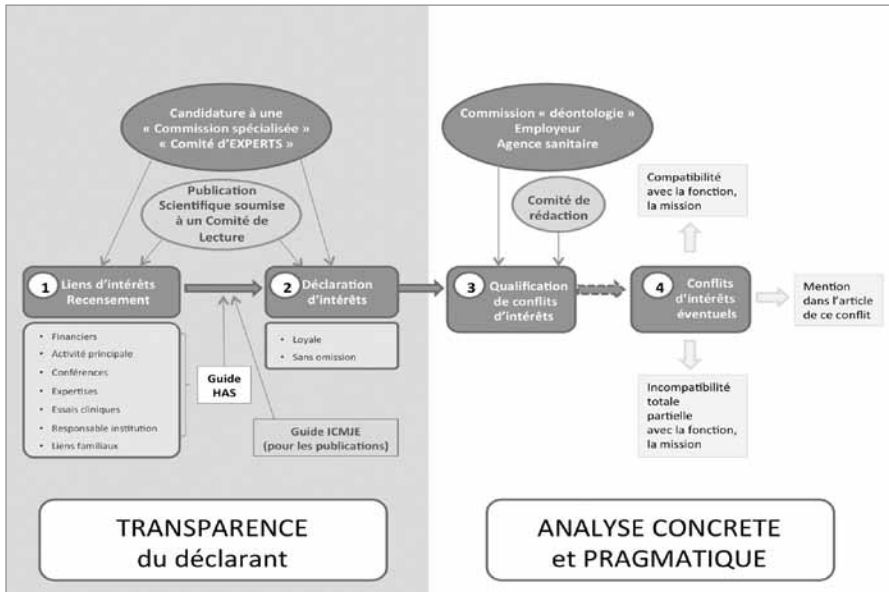 Candidature à une
« Commission spécialisée »
« Comité d’EXPERTS »
Publication
Scientifique soumise
à un Comité de
Lecture
1
Liens d’intérêts
Recensement
2
Déclaration
d’intérêts
• Financiers
• Activité principale
• Conférences
• Expertises
• Essais cliniques
• Responsable institution
• Liens familiaux
Guide
HAS
• Loyale
• Sans omission
Guide ICMJE
(pour les publications)
TRANSPARENCE
du déclarant
Commission « déontologie »
Employeur
Agence sanitaire
Comité de
rédaction
3
Qualification
de conflits
d’intérêts
4
Conflits
d’intérêts
éventuels
Compatibilité
avec la fonction,
la mission
Mention
dans l’article
de ce conflit
Incompatibilité
totale
partielle
avec la fonction,
la mission
ANALYSE CONCRETE
et PRAGMATIQUE